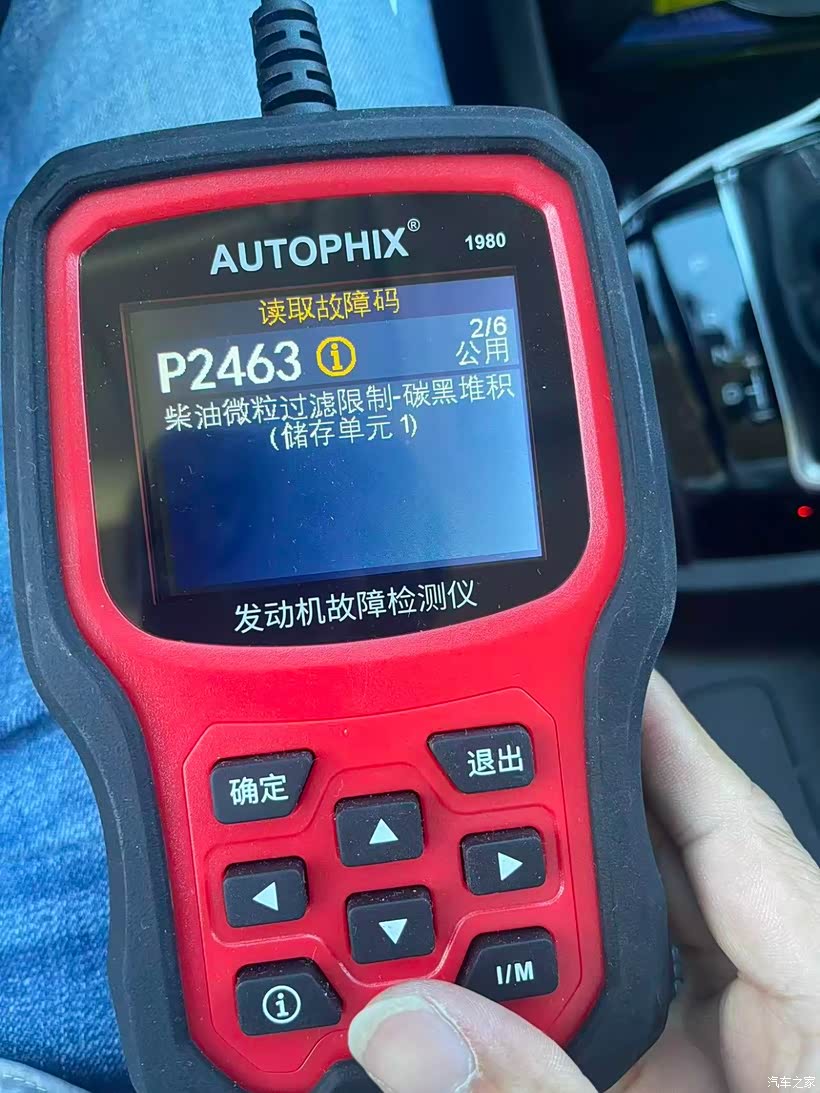 AUTOPHIX® 1980
读取故障码
P2463 2/6
公用
柴油微粒过滤限制-碳黑堆积
(储存单元1)
发动机故障检测仪
确定
退出
I/M
汽车之家